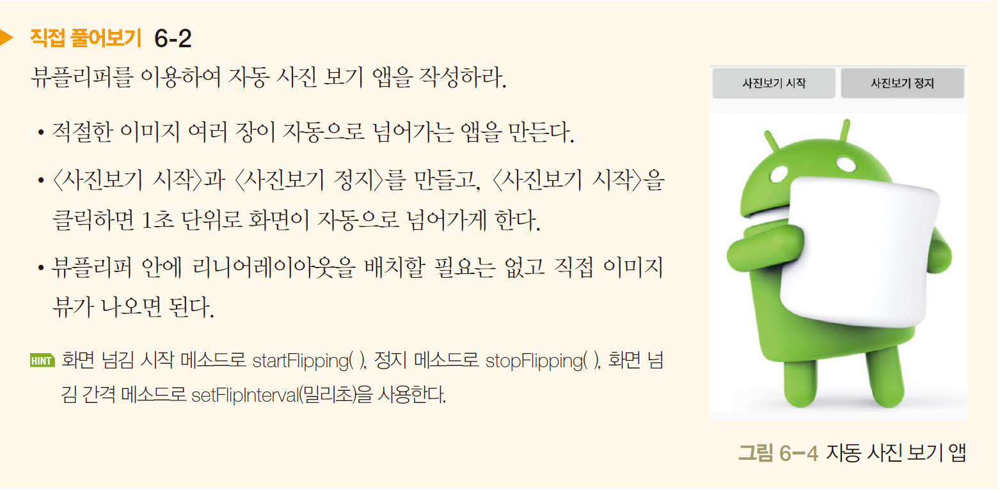 직접 풀어보기 6-2
뷰플리퍼를 이용하여 자동 사진 보기 앱을 작성하라.
• 적절한 이미지 여러 장이 자동으로 넘어가는 앱을 만든다.
• 〈사진보기 시작〉과 〈사진보기 정지〉를 만들고, 〈사진보기 시작〉을
클릭하면 1초 단위로 화면이 자동으로 넘어가게 한다.
• 뷰플리퍼 안에 리니어레이아웃을 배치할 필요는 없고 직접 이미지
뷰가 나오면 된다.
HINT 화면 넘김 시작 메소드로 startFlipping( ), 정지 메소드로 stopFlipping( ), 화면 넘
김 간격 메소드로 setFlipInterval(밀리초)을 사용한다.
사진보기 시작 사진보기 정지
그림 6-4 자동 사진 보기 앱